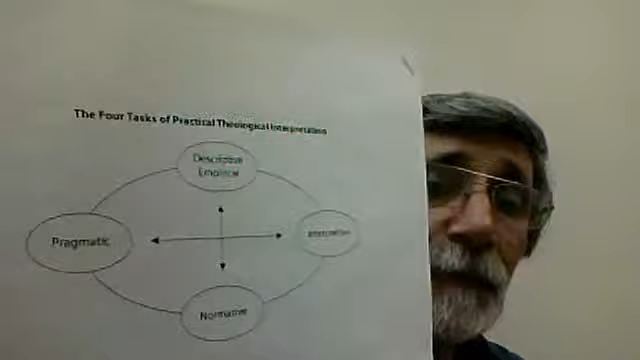 The Four Tasks of Practical Theological Interpretation
Descriptive
Empirical
Pragmatic
Interpretive
Normative